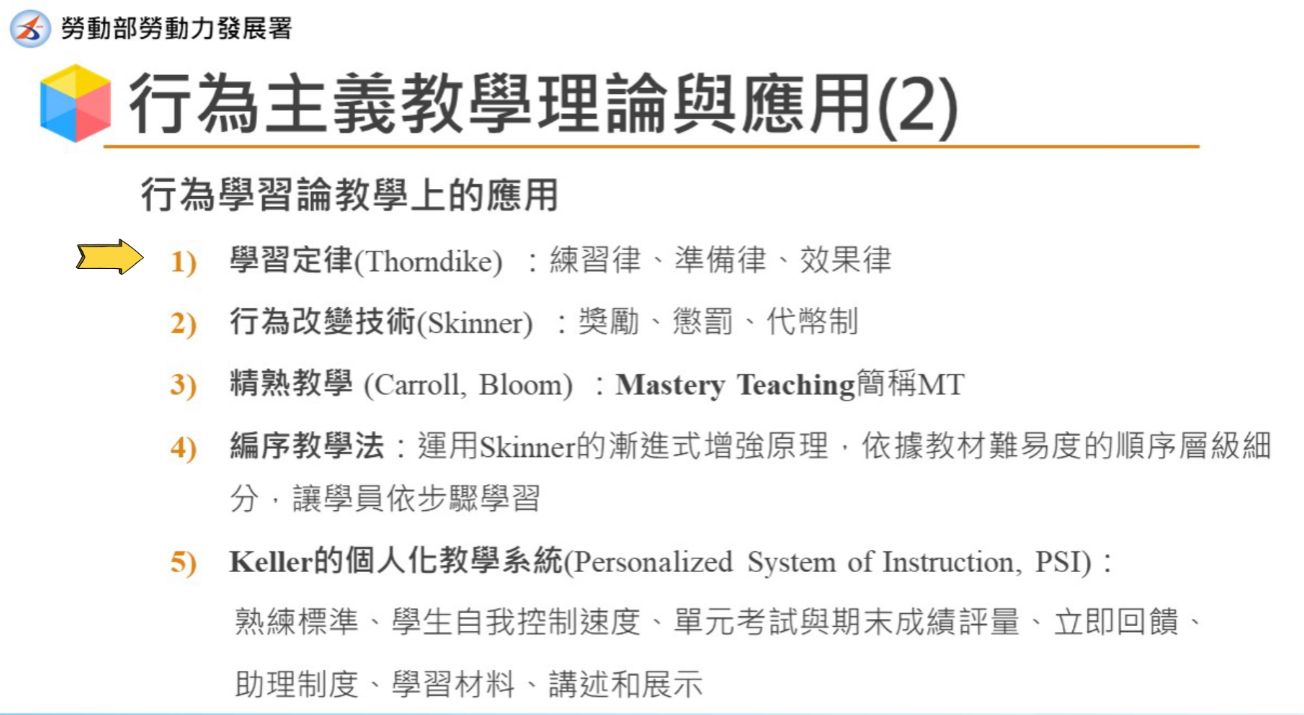 勞動部勞動力發展署
行為主義教學理論與應用(2)
行為學習論教學上的應用
1) 學習定律(Thorndike) ：練習律、準備律、效果律
2) 行為改變技術(Skinner) ：獎勵、懲罰、代幣制
3) 精熟教學 (Carroll, Bloom) ：Mastery Teaching簡稱MT
4) 編序教學法：運用Skinner的漸進式增強原理，依據教材難易度的順序層級細
分，讓學員依步驟學習
5) Keller的個人化教學系統(Personalized System of Instruction, PSI)：
熟練標準、學生自我控制速度、單元考試與期末成績評量、立即回饋、
助理制度、學習材料、講述和展示